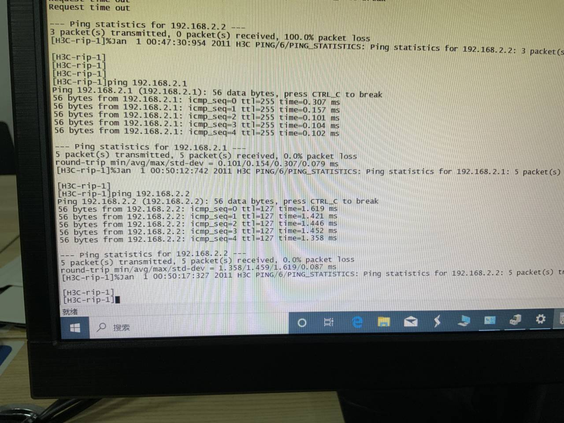 Request time out
Request time out
--- Ping statistics for 192.168.2.2 ---
3 packet(s) transmitted, 0 packet(s) received, 100.0% packet loss
[H3C-rip-1]%Jan  1 00:47:30:954 2011 H3C PING/6/PING_STATISTICS: Ping statistics for 192.168.2.2: 3 packet(s
[H3C-rip-1]
[H3C-rip-1]
[H3C-rip-1]
[H3C-rip-1]ping 192.168.2.1
Ping 192.168.2.1 (192.168.2.1): 56 data bytes, press CTRL_C to break
56 bytes from 192.168.2.1: icmp_seq=0 ttl=255 time=0.307 ms
56 bytes from 192.168.2.1: icmp_seq=1 ttl=255 time=0.157 ms
56 bytes from 192.168.2.1: icmp_seq=2 ttl=255 time=0.101 ms
56 bytes from 192.168.2.1: icmp_seq=3 ttl=255 time=0.104 ms
56 bytes from 192.168.2.1: icmp_seq=4 ttl=255 time=0.102 ms
--- Ping statistics for 192.168.2.1 ---
5 packet(s) transmitted, 5 packet(s) received, 0.0% packet loss
round-trip min/avg/max/std-dev = 0.101/0.154/0.307/0.079 ms
[H3C-rip-1]%Jan  1 00:50:12:742 2011 H3C PING/6/PING_STATISTICS: Ping statistics for 192.168.2.1: 5 packet(s)
[H3C-rip-1]
[H3C-rip-1]ping 192.168.2.2
Ping 192.168.2.2 (192.168.2.2): 56 data bytes, press CTRL_C to break
56 bytes from 192.168.2.2: icmp_seq=0 ttl=127 time=1.619 ms
56 bytes from 192.168.2.2: icmp_seq=1 ttl=127 time=1.421 ms
56 bytes from 192.168.2.2: icmp_seq=2 ttl=127 time=1.446 ms
56 bytes from 192.168.2.2: icmp_seq=3 ttl=127 time=1.452 ms
56 bytes from 192.168.2.2: icmp_seq=4 ttl=127 time=1.358 ms
--- Ping statistics for 192.168.2.2 ---
5 packet(s) transmitted, 5 packet(s) received, 0.0% packet loss
round-trip min/avg/max/std-dev = 1.358/1.459/1.619/0.087 ms
[H3C-rip-1]%Jan  1 00:50:17:327 2011 H3C PING/6/PING_STATISTICS: Ping statistics for 192.168.2.2: 5 packet(s) t
[H3C-rip-1]
[H3C-rip-1]
就绪
搜索